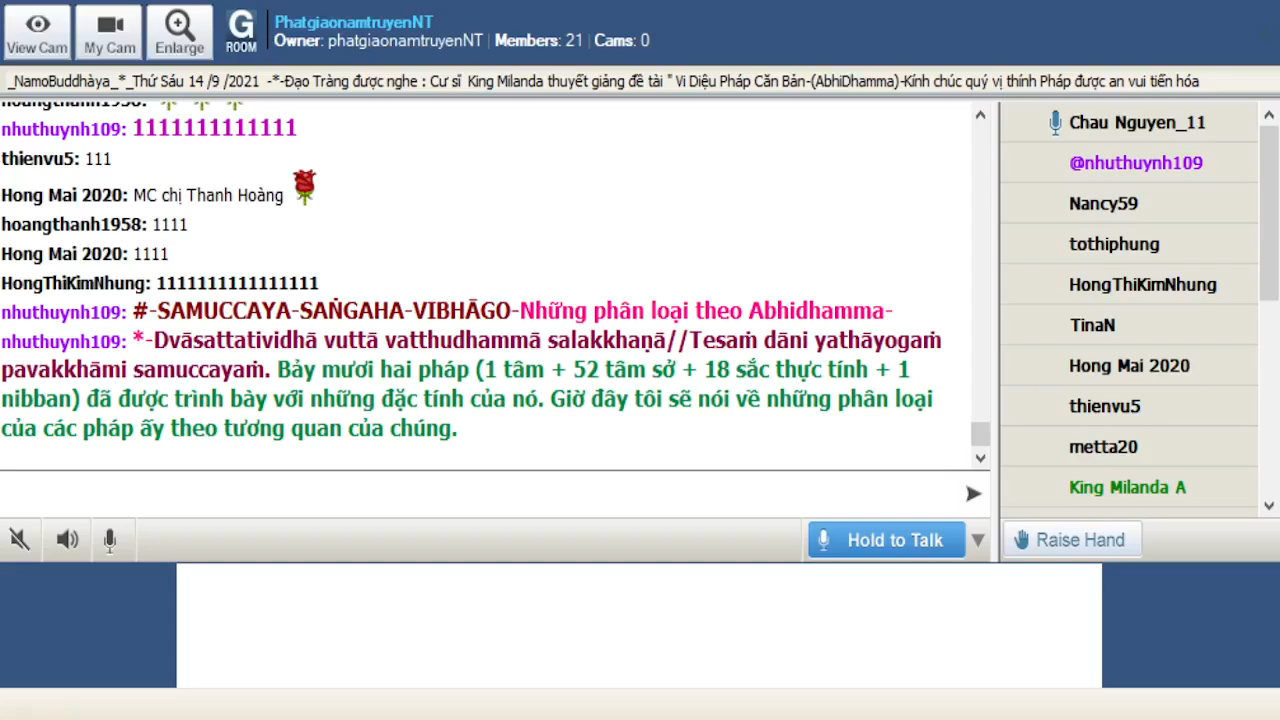 View Cam
My Cam
Enlarge
G
ROOM
PhatgiaonamtruyenNT
Owner: phatgiaonamtruyenNT | Members: 21 | Cams: 0
_NamoBuddhàya_*_Thứ Sáu 14 /9 /2021 -*-Đạo Tràng được nghe : Cư sĩ King Milanda thuyết giảng đề tài " Vi Diệu Pháp Căn Bản-(AbhiDhamma)-Kính chúc quý vị thính Pháp được an vui tiến hóa
hoangthanh1958:
nhuthuynh109: 1111111111111
thienvu5: 111
Hong Mai 2020: MC chị Thanh Hoàng
hoangthanh1958: 1111
Hong Mai 2020: 1111
HongThiKimNhung: 1111111111111111
nhuthuynh109: #-SAMUCCAYA-SAṄGAHA-VIBHĀGO-Những phân loại theo Abhidhamma-
nhuthuynh109: *-Dvāsattatividhā vuttā vatthudhammā salakkhaṇā//Tesaṁ dāni yathāyogaṁ
pavakkhāmi samuccayaṁ. Bảy mươi hai pháp (1 tâm + 52 tâm sở + 18 sắc thực tính + 1
nibban) đã được trình bày với những đặc tính của nó. Giờ đây tôi sẽ nói về những phân loại
của các pháp ấy theo tương quan của chúng.
Chau Nguyen_11
@nhuthuynh109
Nancy59
tothiphung
HongThiKimNhung
TinaN
Hong Mai 2020
thienvu5
metta20
King Milanda A
Hold to Talk
Raise Hand